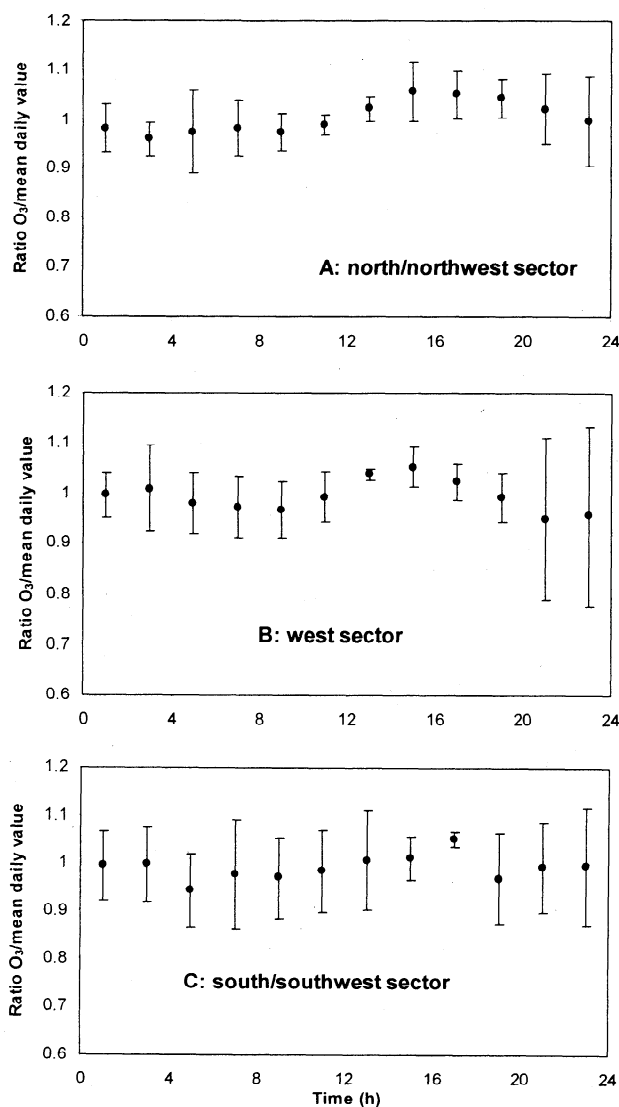 1.2
1.1
1
0.9
0.8
0.7
0.6
Ratio O₃/mean daily value
A: north/northwest sector
0 4 8 12 16 20 24
1.2
1.1
1
0.9
0.8
0.7
0.6
Ratio O₃/mean daily value
B: west sector
0 4 8 12 16 20 24
1.2
1.1
1
0.9
0.8
0.7
0.6
Ratio O₃/mean daily value
C: south/southwest sector
0 4 8 12 16 20 24
Time (h)